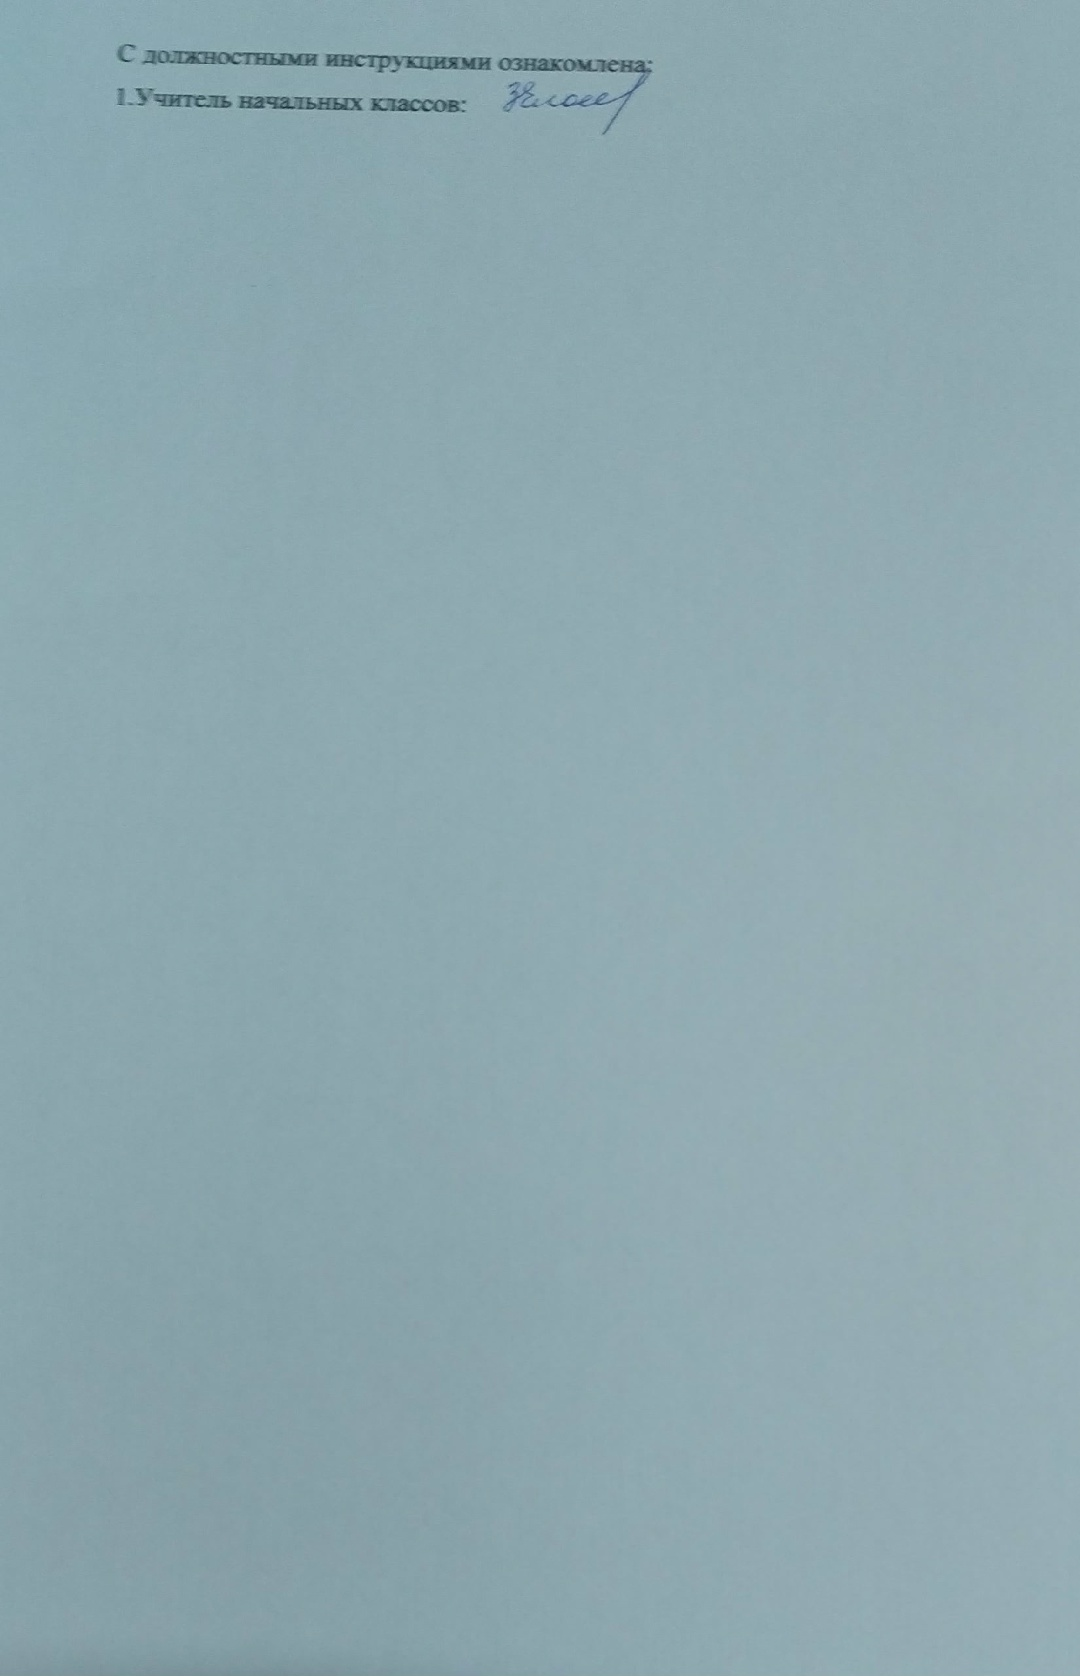 С должностными инструкциями ознакомлена:
1.Учитель начальных классов: